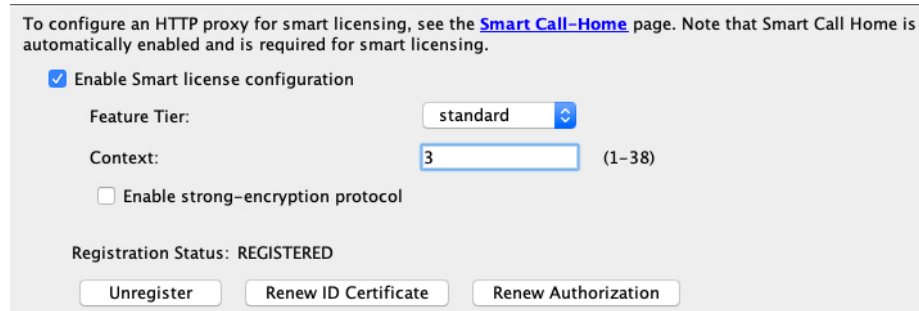 To configure an HTTP proxy for smart licensing, see the Smart Call-Home page. Note that Smart Call Home is
automatically enabled and is required for smart licensing.
Enable Smart license configuration
Feature Tier: standard
Context: 3 (1-38)
Enable strong-encryption protocol
Registration Status: REGISTERED
Unregister Renew ID Certificate Renew Authorization